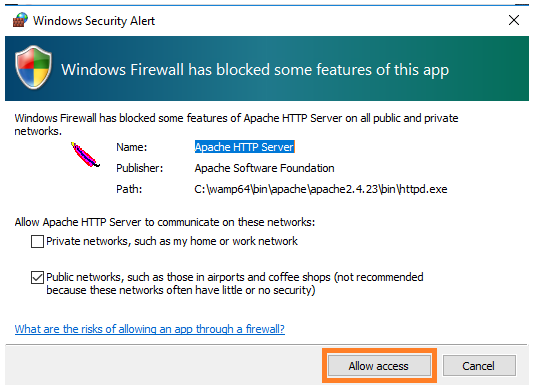 Windows Security Alert
Windows Firewall has blocked some features of this app
Windows Firewall has blocked some features of Apache HTTP Server on all public and private
networks.
Name: Apache HTTP Server
Publisher: Apache Software Foundation
Path: C:\wamp64\bin\apache\apache2.4.23\bin\httpd.exe
Allow Apache HTTP Server to communicate on these networks:
Private networks, such as my home or work network
Public networks, such as those in airports and coffee shops (not recommended
because these networks often have little or no security)
What are the risks of allowing an app through a firewall?
Allow access Cancel